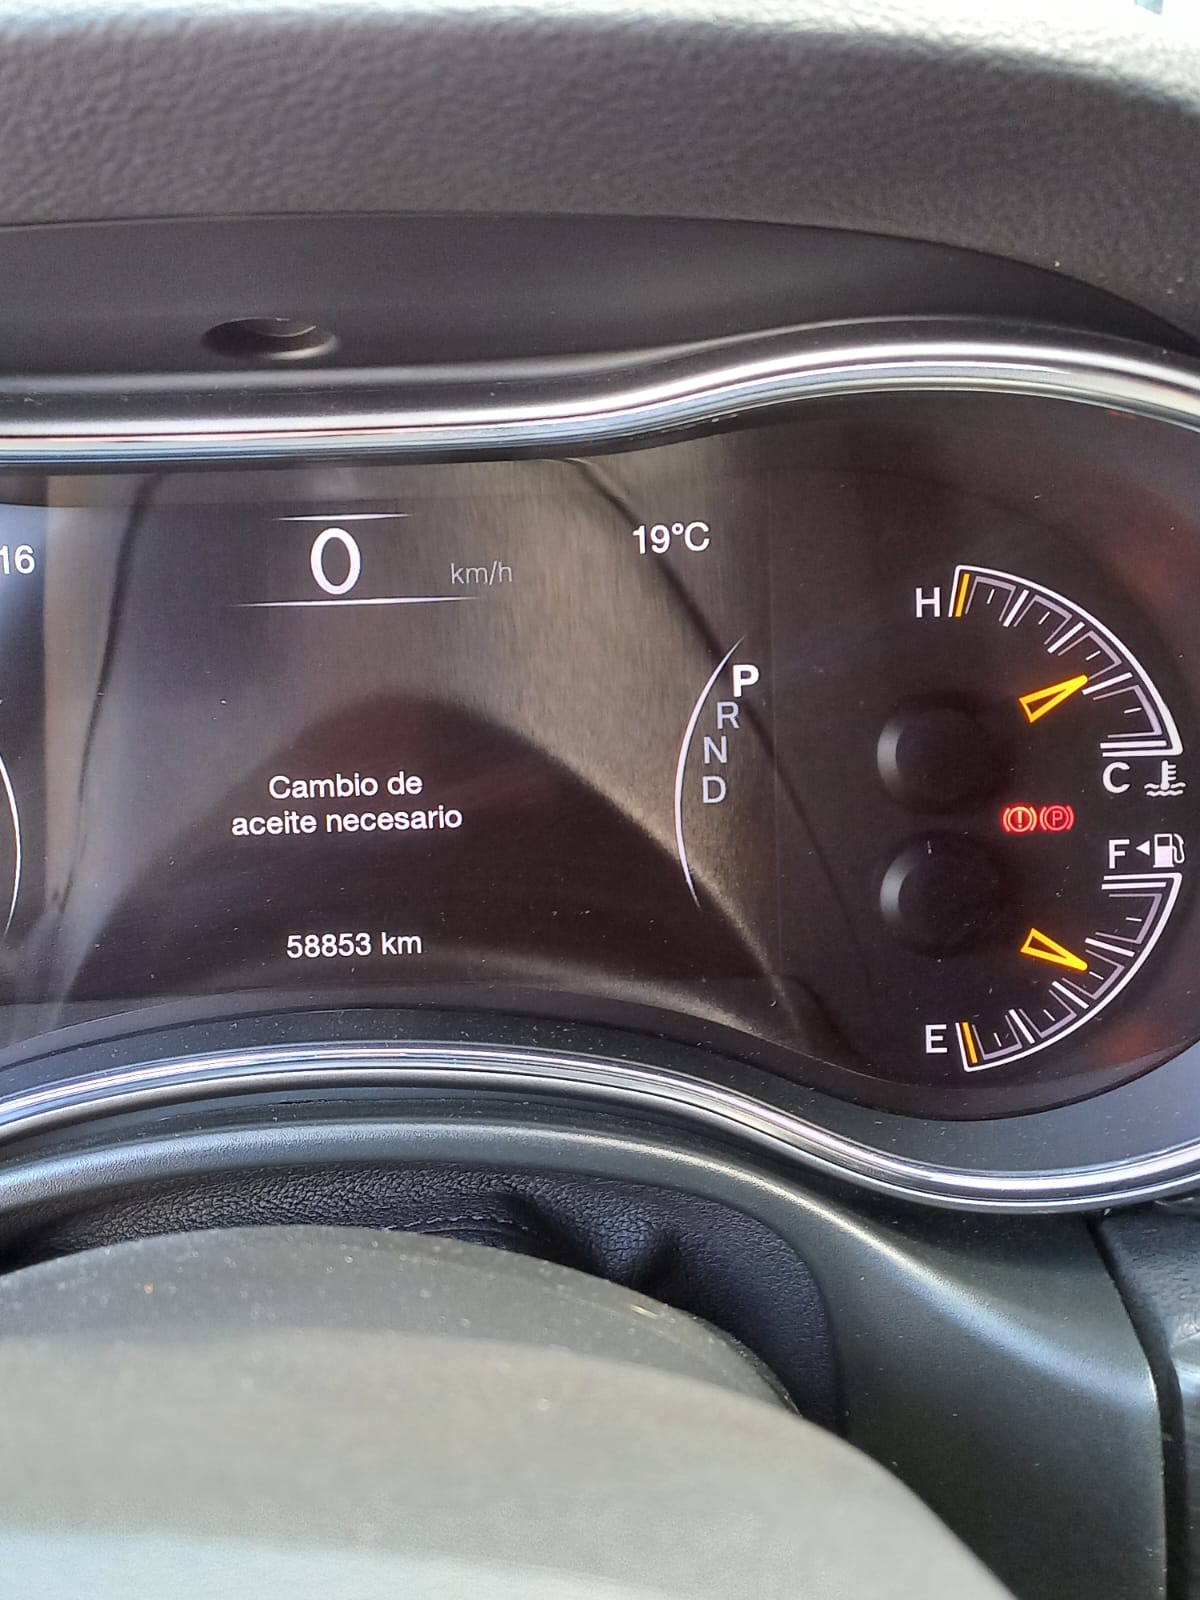 16
0
km/h
19°C
H
P
R
N
D
Cambio de
aceite necesario
C
(!) (P)
F
58853 km
E